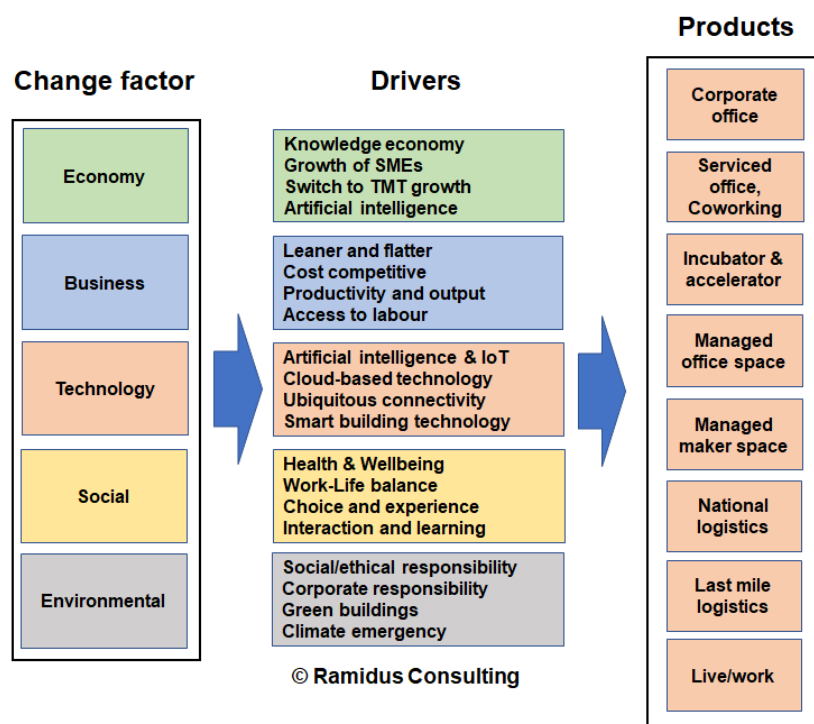 Change factor
Economy
Business
Technology
Social
Environmental
Drivers
Knowledge economy
Growth of SMEs
Switch to TMT growth
Artificial intelligence
Leaner and flatter
Cost competitive
Productivity and output
Access to labour
Artificial intelligence & IoT
Cloud-based technology
Ubiquitous connectivity
Smart building technology
Health & Wellbeing
Work-Life balance
Choice and experience
Interaction and learning
Social/ethical responsibility
Corporate responsibility
Green buildings
Climate emergency
© Ramidus Consulting
Products
Corporate
office
Serviced
office,
Coworking
Incubator &
accelerator
Managed
office space
Managed
maker space
National
logistics
Last mile
logistics
Live/work